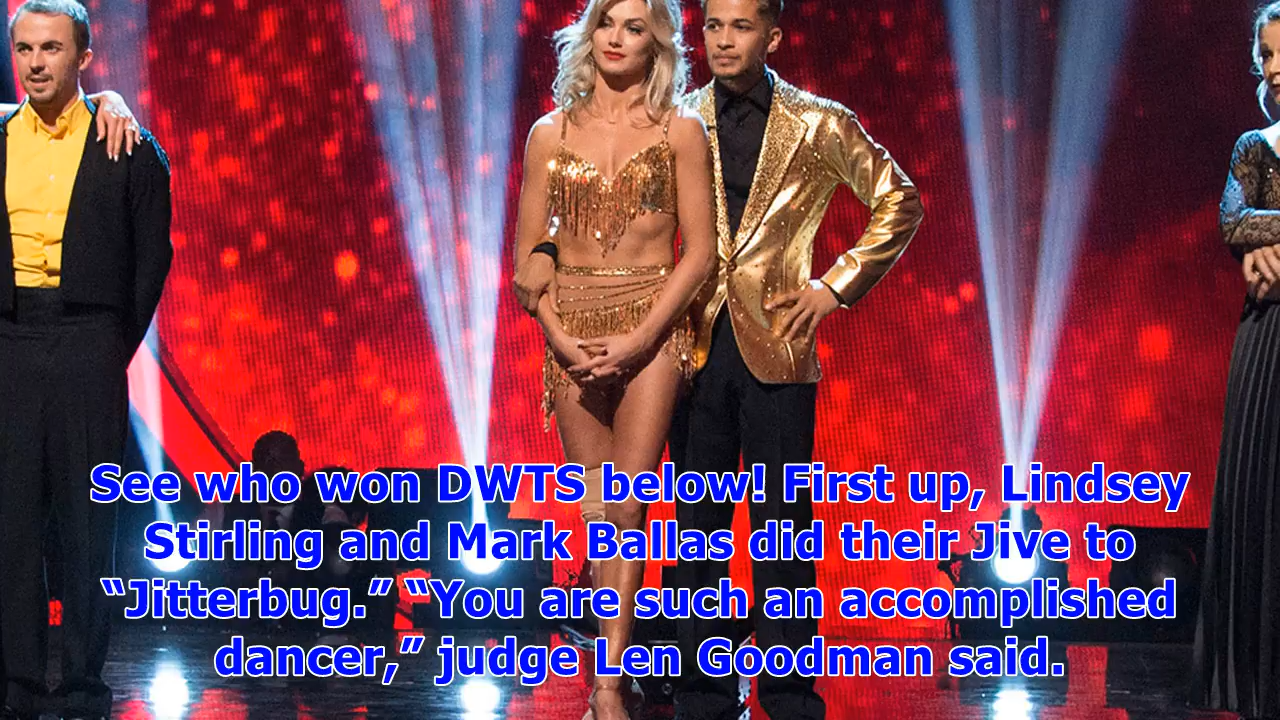 See who won DWTS below! First up, Lindsey
Stirling and Mark Ballas did their Jive to
“Jitterbug.” “You are such an accomplished
dancer,” judge Len Goodman said.